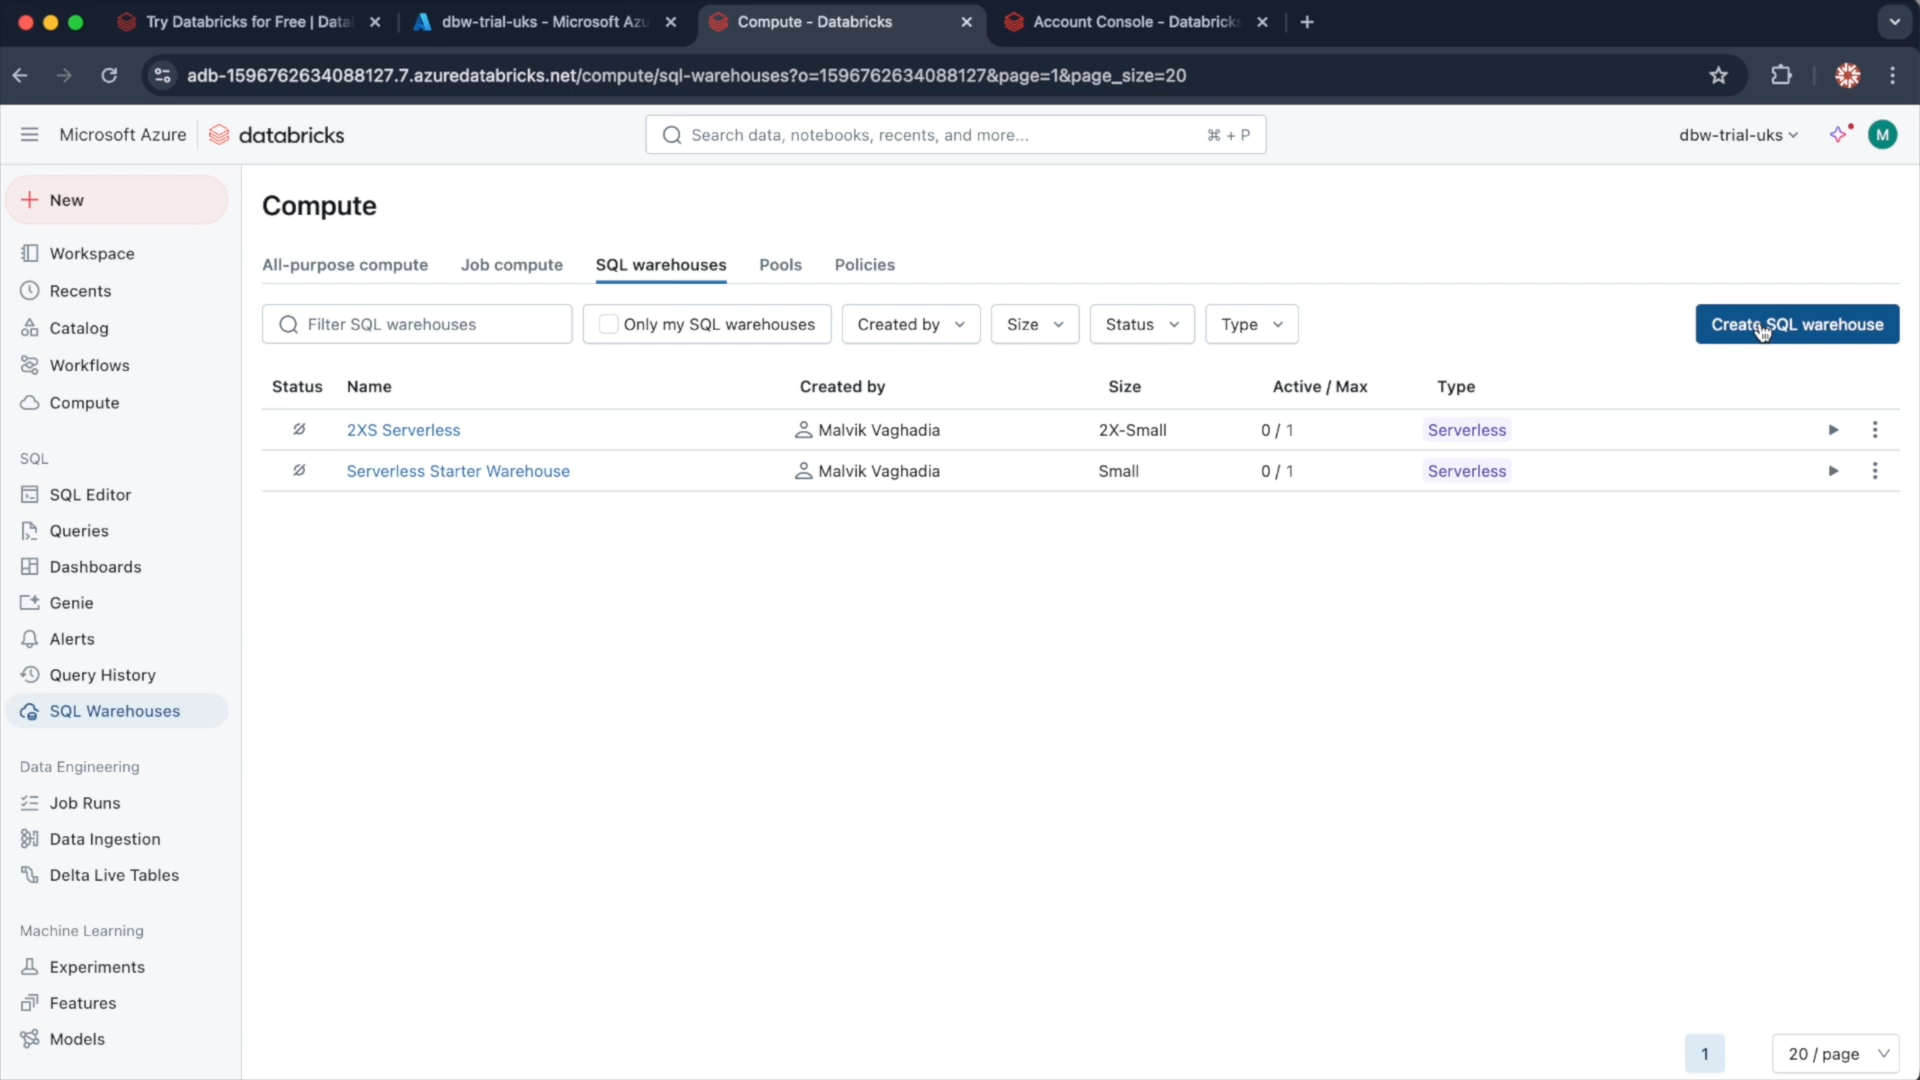 Try Databricks for Free | Data
dbw-trial-uks - Microsoft Azu
Compute - Databricks
Account Console - Databricks
adb-1596762634088127.7.azuredatabricks.net/compute/sql-warehouses?o=1596762634088127&page=1&page_size=20
Microsoft Azure
databricks
Search data, notebooks, recents, and more...
⌘ + P
dbw-trial-uks
M
New
Workspace
Recents
Catalog
Workflows
Compute
SQL
SQL Editor
Queries
Dashboards
Genie
Alerts
Query History
SQL Warehouses
Data Engineering
Job Runs
Data Ingestion
Delta Live Tables
Machine Learning
Experiments
Features
Models
Compute
All-purpose compute
Job compute
SQL warehouses
Pools
Policies
Filter SQL warehouses
Only my SQL warehouses
Created by
Size
Status
Type
Create SQL warehouse
Status Name Created by Size Active / Max Type
2XS Serverless Malvik Vaghadia 2X-Small 0 / 1 Serverless
Serverless Starter Warehouse Malvik Vaghadia Small 0 / 1 Serverless
1
20 / page